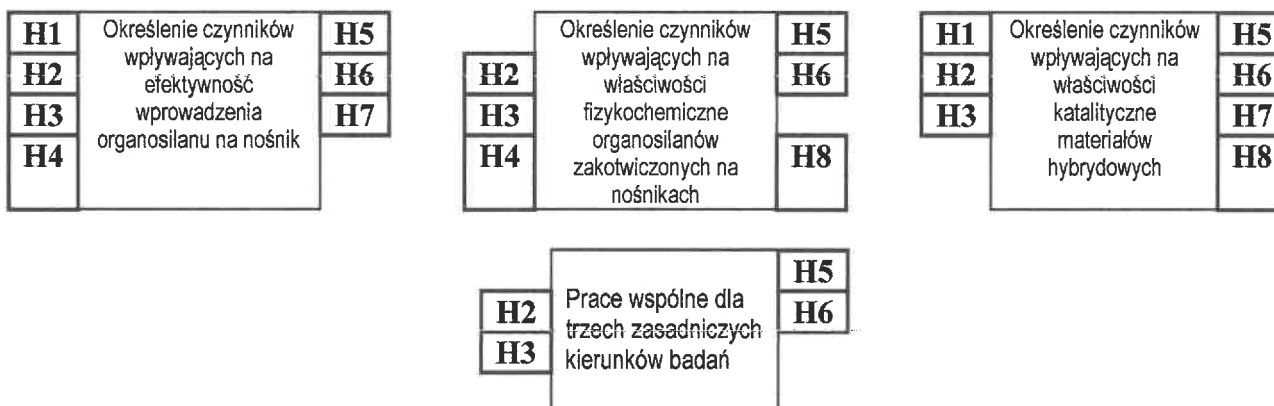 H1
H2
H3
H4
Określenie czynników
wpływających na
efektywność
wprowadzenia
organosilanu na nośnik
H5
H6
H7
H2
H3
H4
Określenie czynników
wpływających na
właściwości
fizykochemiczne
organosilanów
zakotwiczonych na
nośnikach
H5
H6
H8
H1
H2
H3
Określenie czynników
wpływających na
właściwości
katalityczne
materiałów
hybrydowych
H5
H6
H7
H8
H2
H3
Prace wspólne dla
trzech zasadniczych
kierunków badań
H5
H6